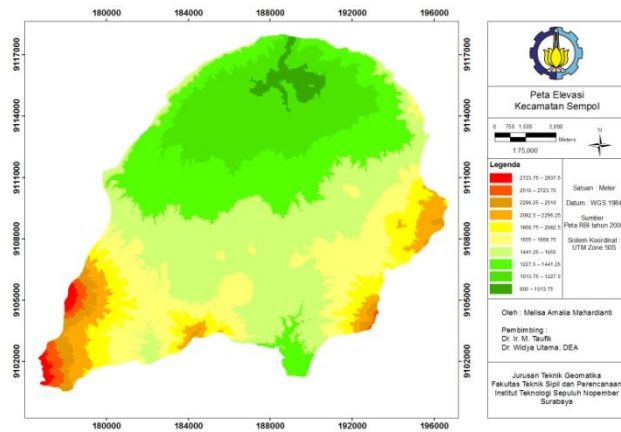 180000 184000 188000 192000 196000
9117000 9117000
9114000 9114000
9111000 9111000
9108000 9108000
9105000 9105000
9102000 9102000
180000 184000 188000 192000 196000
Peta Elevasi
Kecamatan Sempol
0 750 1,500 3,000
Meters
N
1:75,000
Legenda
2723.75 - 2937.5
2510 - 2723.75
2296.25 - 2510
2082.5 - 2296.25
1868.75 - 2082.5
1441.25 - 1655
1227.5 - 1441.25
1013.75 - 1227.5
800 - 1013.75
Satuan : Meter
Datum : WGS 1984
Sumber :
Peta RBI tahun
Sistem Koordinat :
UTM Zone 50S
Oleh : Melisa Amalia Mahardianti
Pembimbing :
Dr. Ir. M. Taufik
Dr. Widya Utama, DEA
Jurusan Teknik Geomatika
Fakultas Teknik Sipil dan Perencanaan
Institut Teknologi Sepuluh Nopember
Surabaya